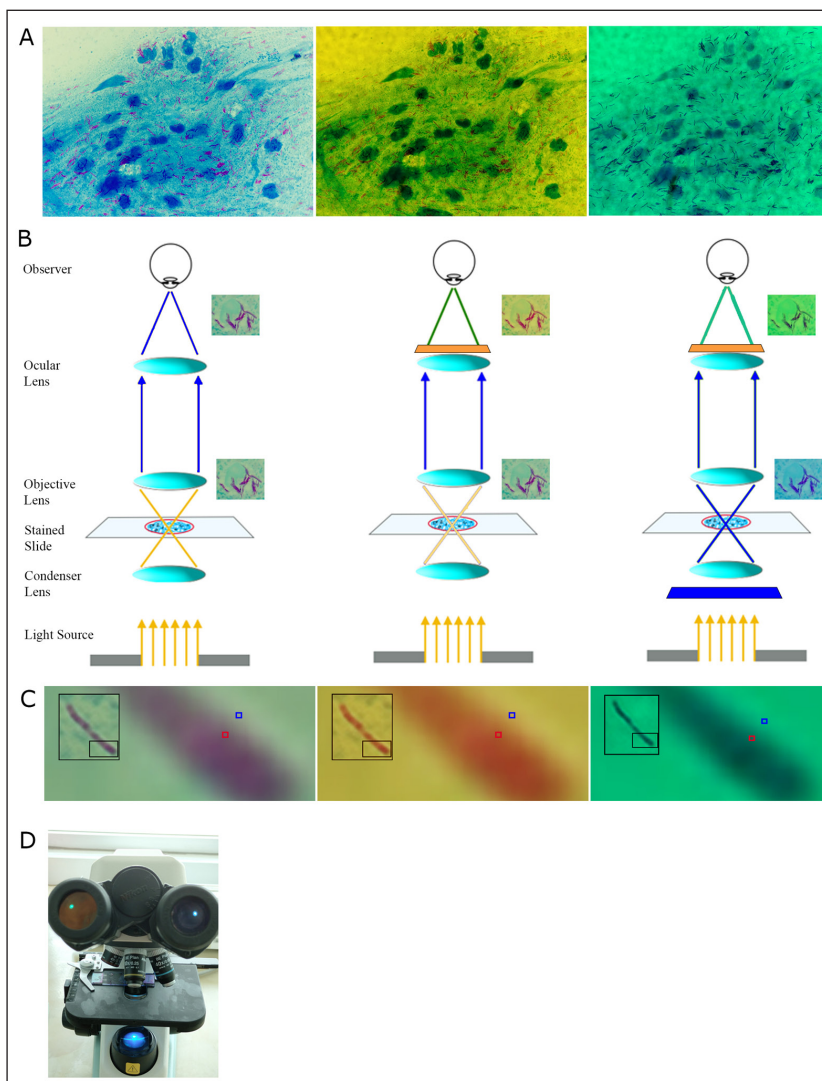 A
B
Observer
Ocular
Lens
Objective
Lens
Stained
Slide
Condenser
Lens
Light Source
C
D